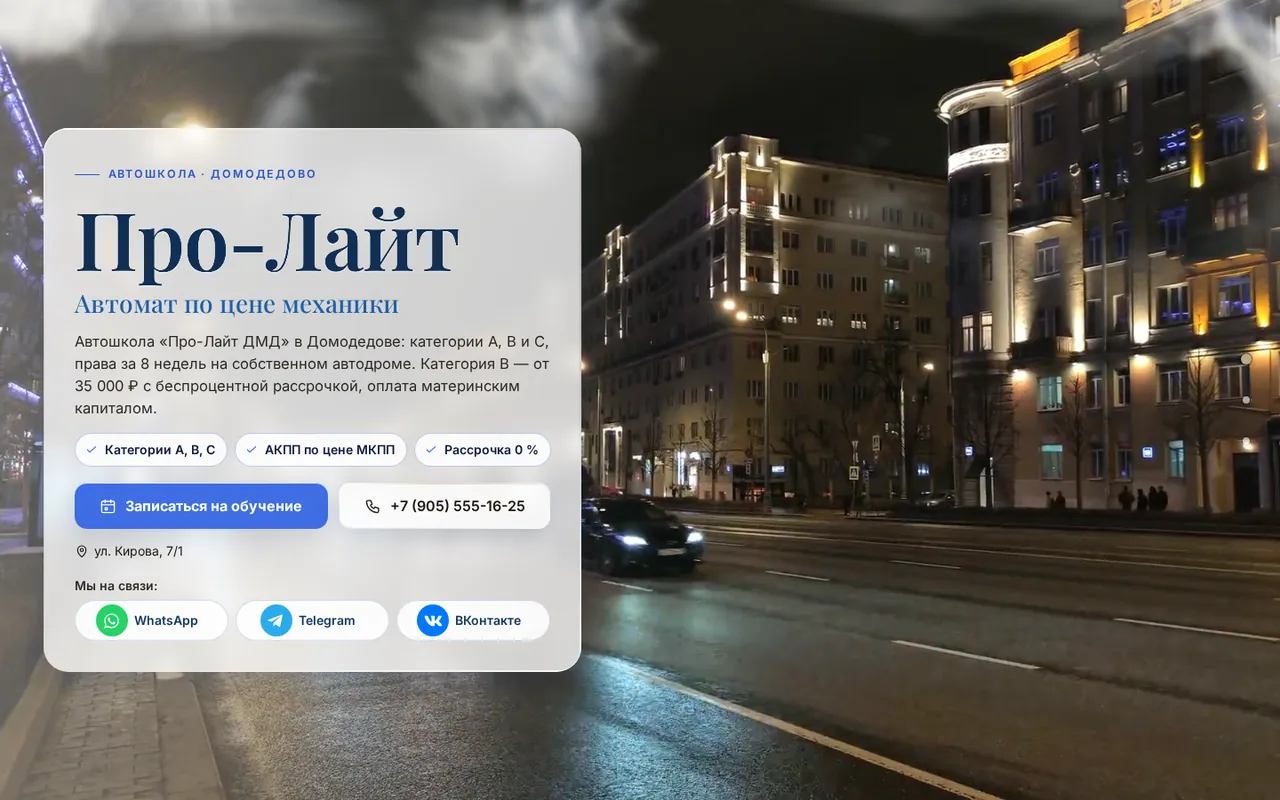 АВТОШКОЛА · ДОМОДЕДОВО
Про-Лайт
Автомат по цене механики
Автошкола «Про-Лайт ДМД» в Домодедове: категории А, В и С,
права за 8 недель на собственном автодроме. Категория В — от
35 000 ₽ с беспроцентной рассрочкой, оплата материнским
капиталом.
Категории А, В, С
АКПП по цене МКПП
Рассрочка 0 %
Записаться на обучение
+7 (905) 555-16-25
ул. Кирова, 7/1
Мы на связи:
WhatsApp
Telegram
ВКонтакте